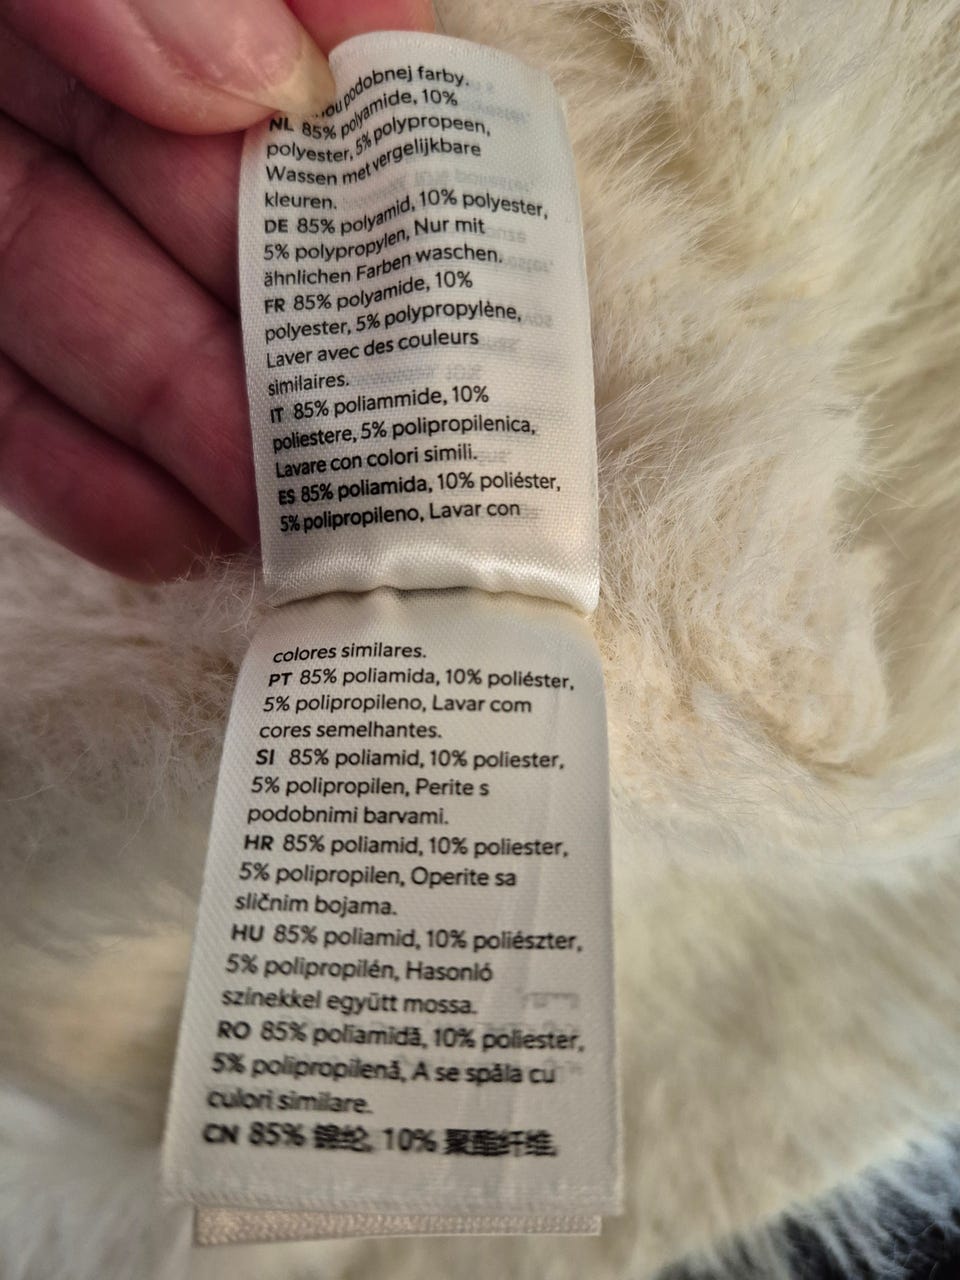 podobnej farby.
NL 85% polyamide, 10%
polyester, 5% polypropeen,
Wassen met vergelijkbare
kleuren.
DE 85% polyamid, 10% polyester,
5% polypropylen, Nur mit
ähnlichen Farben waschen.
FR 85% polyamide, 10%
polyester, 5% polypropylène,
Laver avec des couleurs
similaires.
IT 85% poliammide, 10%
poliestere, 5% polipropilenica,
Lavare con colori simili.
ES 85% poliamida, 10% poliéster,
5% polipropileno, Lavar con
colores similares.
PT 85% poliamida, 10% poliéster,
5% polipropileno, Lavar com
cores semelhantes.
SI 85% poliamid, 10% poliester,
5% polipropilen, Perite s
podobnimi barvami.
HR 85% poliamid, 10% poliester,
5% polipropilen, Operite sa
sličnim bojama.
HU 85% poliamid, 10% poliészter,
5% polipropilén, Hasonló
színekkel együtt mossa.
RO 85% poliamidă, 10% poliester,
5% polipropilenă, A se spăla cu
culori similare.
CN 85% 锦纶, 10% 聚酯纤维,